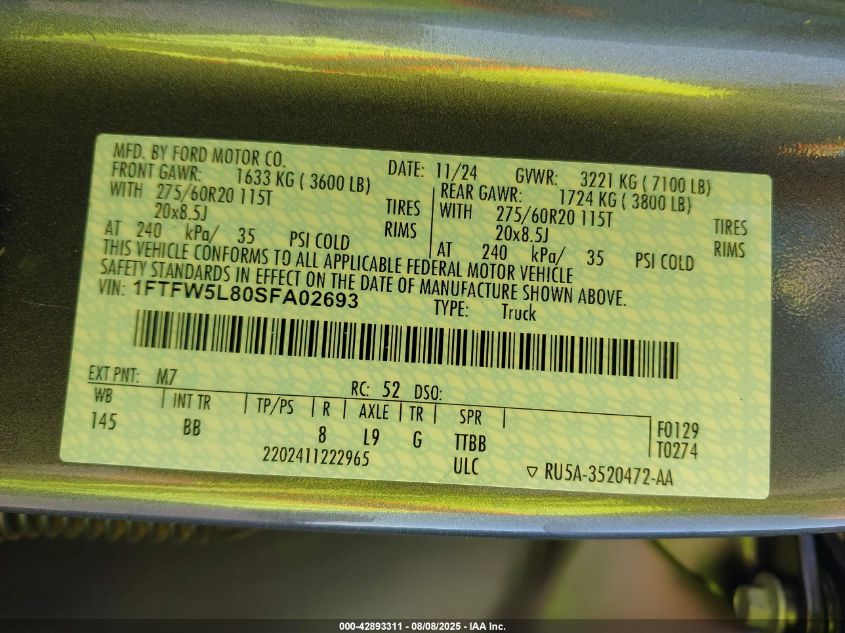 MFD. BY FORD MOTOR CO. DATE: 11/24 GVWR: 3221 KG ( 7100 LB)
FRONT GAWR: 1633 KG ( 3600 LB) REAR GAWR: 1724 KG ( 3800 LB)
WITH 275/60R20 115T TIRES WITH 275/60R20 115T TIRES
20x8.5J RIMS 20x8.5J RIMS
AT 240 kPa/ 35 PSI COLD AT 240 kPa/ 35 PSI COLD
THIS VEHICLE CONFORMS TO ALL APPLICABLE FEDERAL MOTOR VEHICLE
SAFETY STANDARDS IN EFFECT ON THE DATE OF MANUFACTURE SHOWN ABOVE.
VIN: 1FTFW5L80SFA02693 TYPE: Truck
EXT PNT: M7 RC: 52 DSO:
WB INT TR TP/PS R AXLE TR SPR
145 BB 8 L9 G TTBB F0129
T0274
2202411222965 ULC ▽ RU5A-3520472-AA
000-42893311 - 08/08/2025 - IAA Inc.